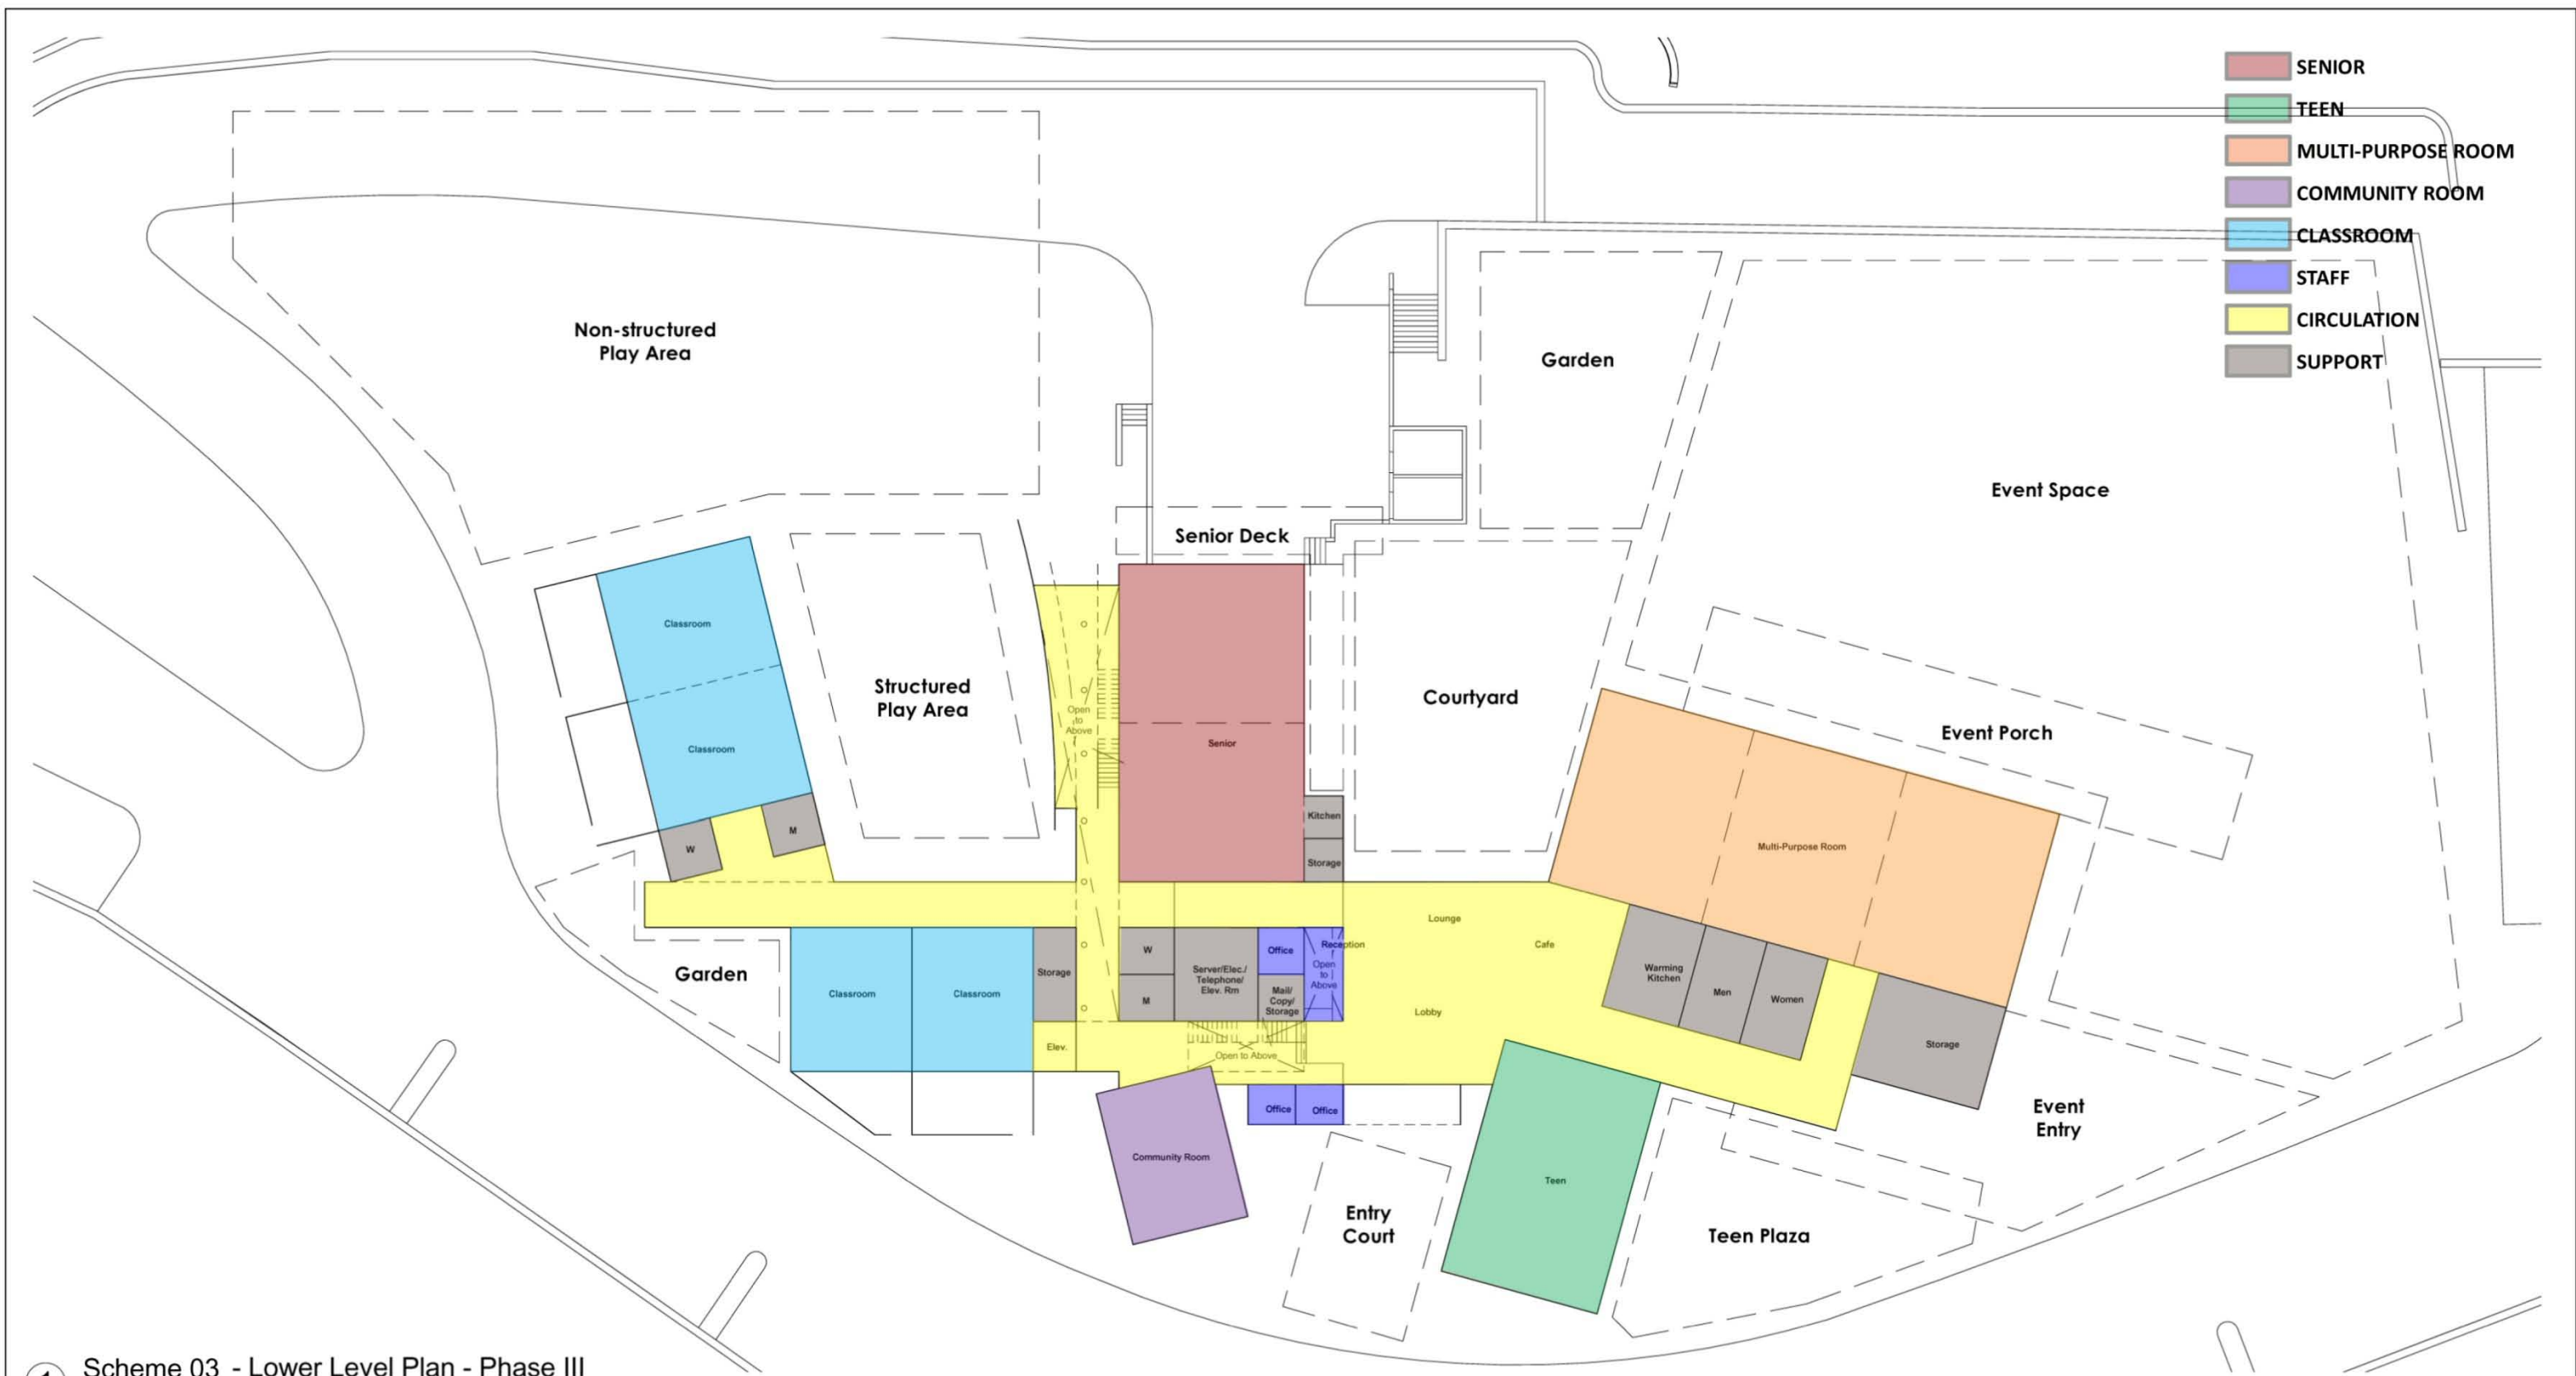 SENIOR
TEEN
MULTI-PURPOSE ROOM
COMMUNITY ROOM
CLASSROOM
STAFF
CIRCULATION
SUPPORT
Non-structured
Play Area
Garden
Event Space
Senior Deck
Classroom
Structured
Play Area
Open
to
Above
Courtyard
Event Porch
Classroom
Senior
Kitchen
Storage
Multi-Purpose Room
W
M
Lounge
Cafe
Reception
Garden
Classroom
Classroom
Storage
W
M
Server/Elec./
Telephone/
Elev. Rm
Office
Mail/
Copy/
Storage
Open
to
Above
Warming
Kitchen
Men
Women
Lobby
Storage
Elev.
Open to Above
Office
Office
Community Room
Event
Entry
Teen
Entry
Court
Teen Plaza
1
Scheme 03 - Lower Level Plan - Phase III